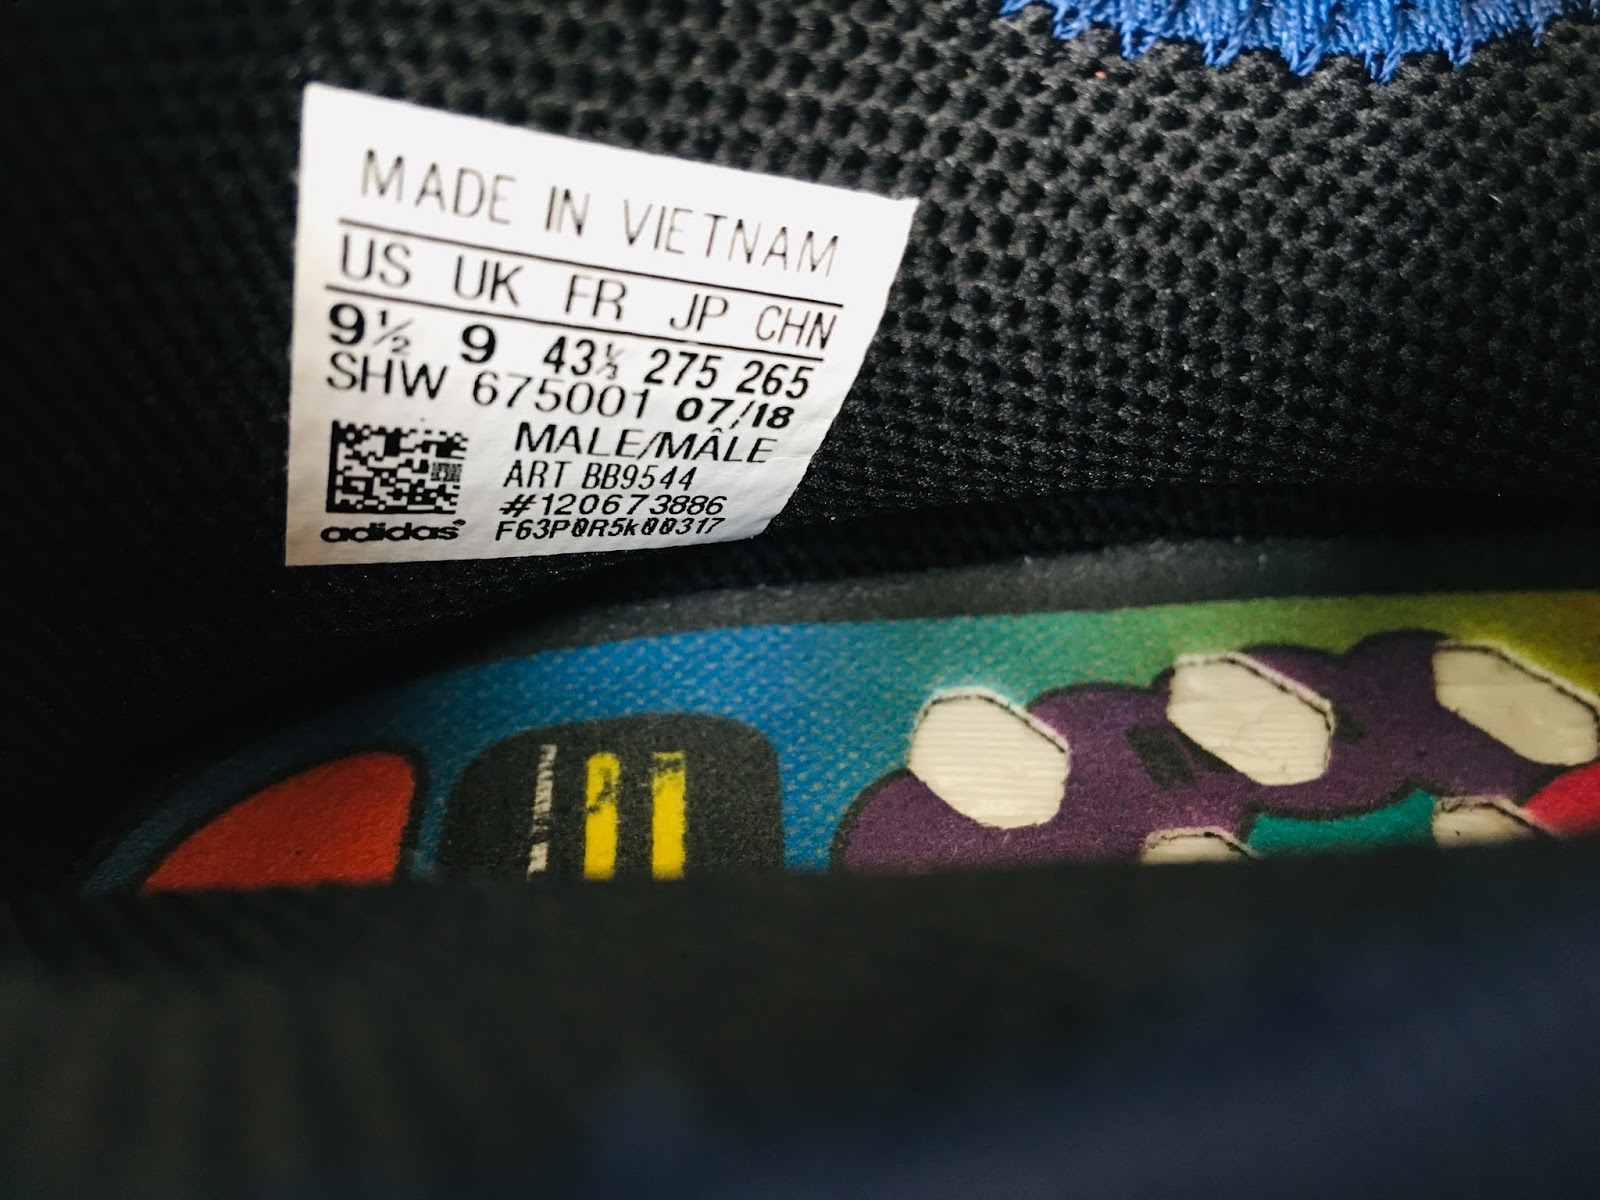 MADE IN VIETNAM
US UK FR JP CHN
9½ 9 43⅓ 275 265
SHW 675001 07/18
MALE/MÂLE
ART BB9544
#120673886
F63P0R5k00317
adidas